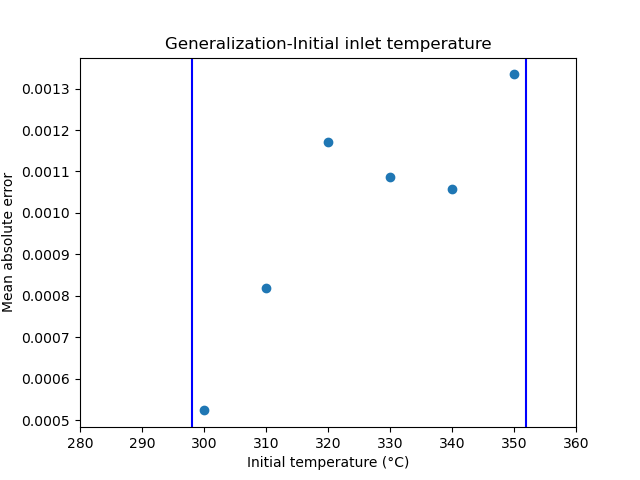 Generalization-Initial inlet temperature
Mean absolute error
0.0013
0.0012
0.0011
0.0010
0.0009
0.0008
0.0007
0.0006
0.0005
280 290 300 310 320 330 340 350 360
Initial temperature (°C)